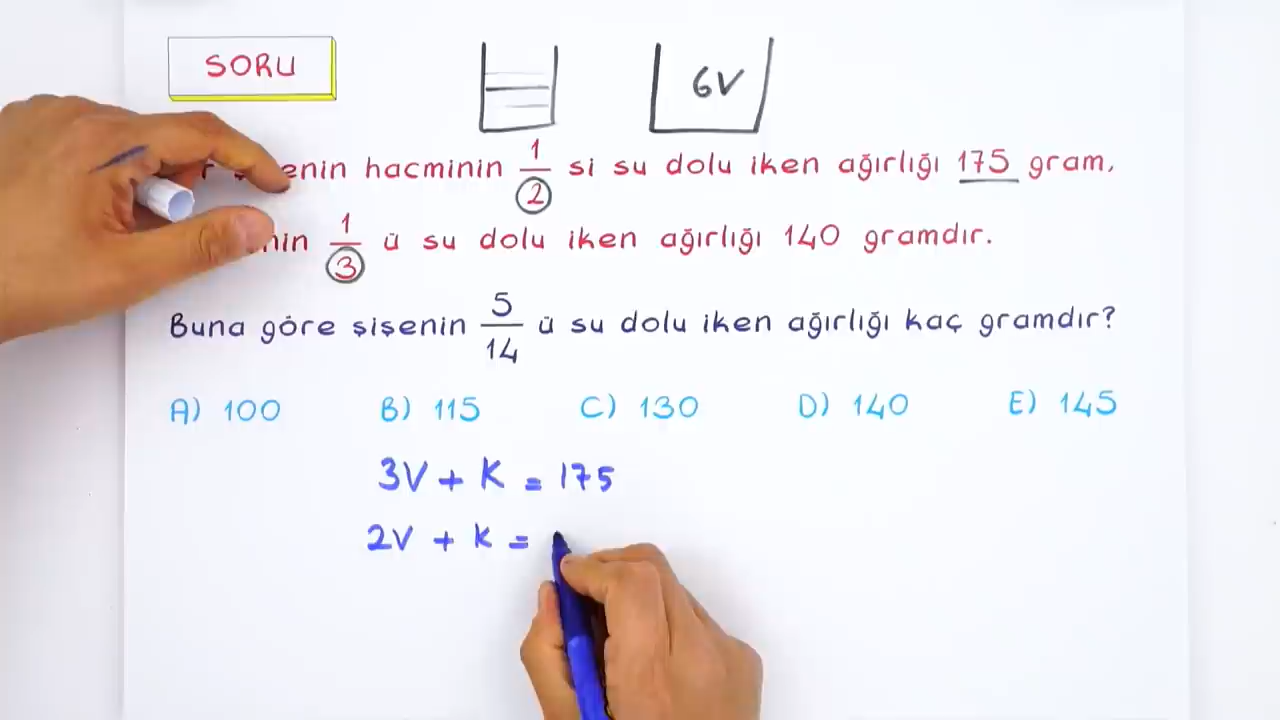 SORU
6V
enin hacminin 1/2 si su dolu iken ağırlığı 175 gram,
1/3 ü su dolu iken ağırlığı 140 gramdır.
Buna göre şişenin 5/14 ü su dolu iken ağırlığı kaç gramdır?
A) 100 B) 115 C) 130 D) 140 E) 145
3V + K = 175
2V + K =